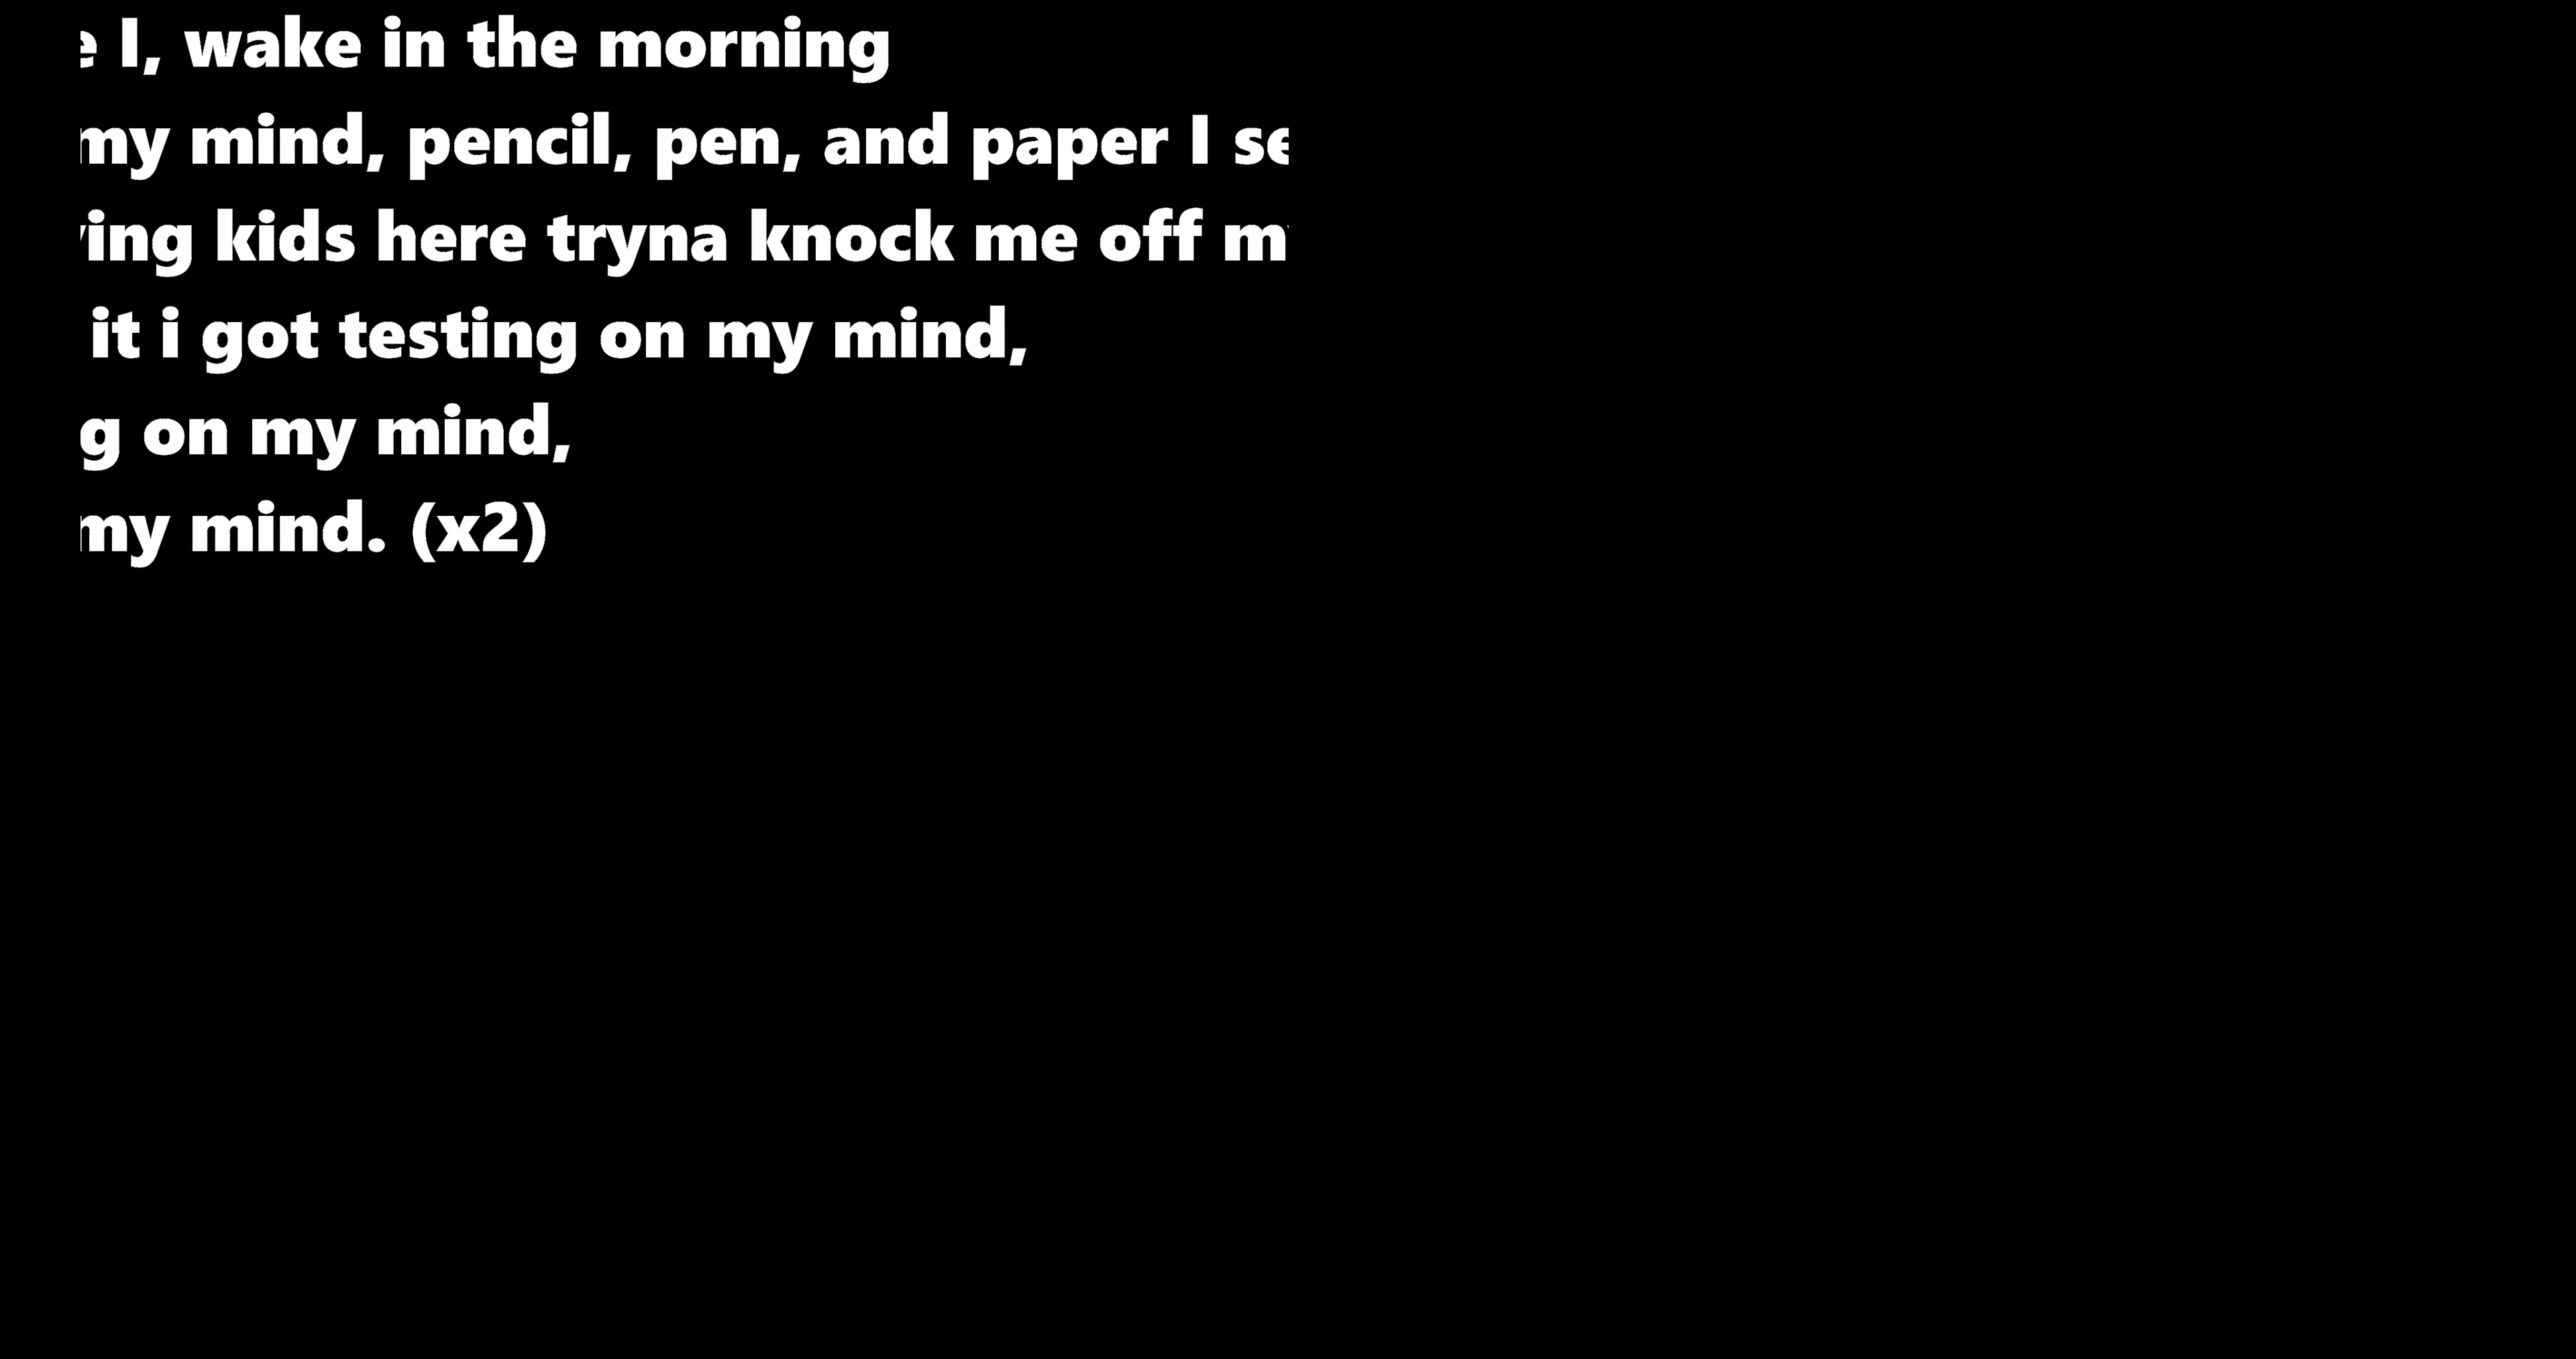 I, wake in the morning
my mind, pencil, pen, and paper I
kids here tryna knock me off
it i got testing on my mind,
on my mind,
my mind. (x2)